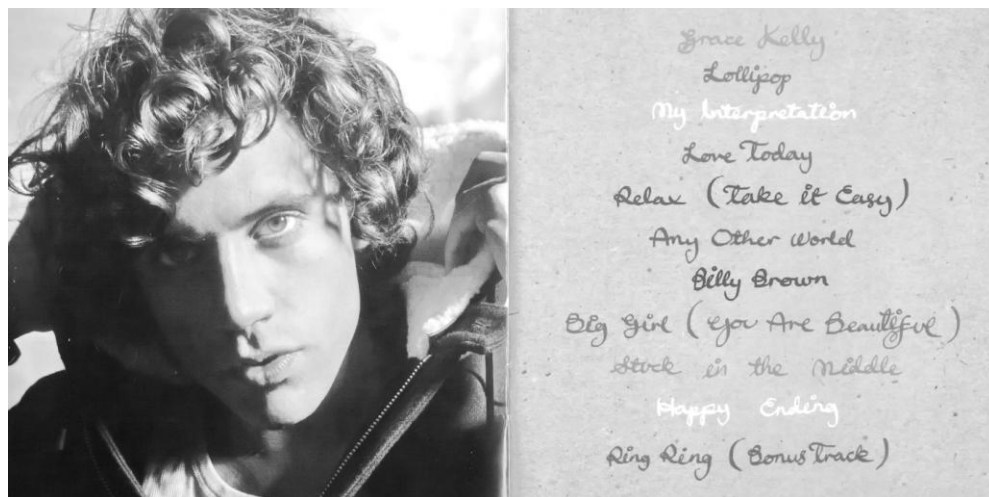 Grace Kelly
Lollipop
My Interpretation
Love Today
Relax (Take it Easy)
Any Other World
Billy Brown
Big Girl (You Are Beautiful)
Stuck in the Middle
Happy Ending
Ring Ring (Bonus Track)